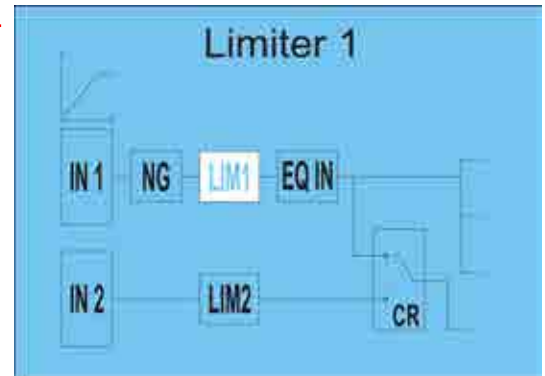 Limiter 1
IN 1 NG LIM1 EQ IN
IN 2 LIM2 CR